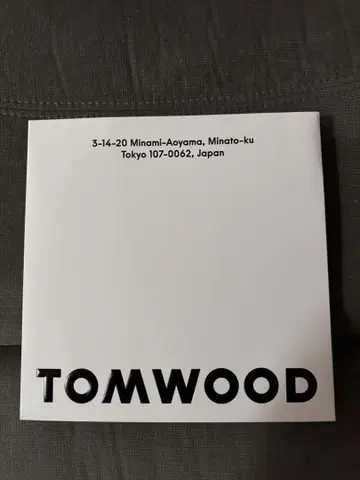 3-14-20 Minami-Aoyama, Minato-ku
Tokyo 107-0062, Japan
TOMWOOD